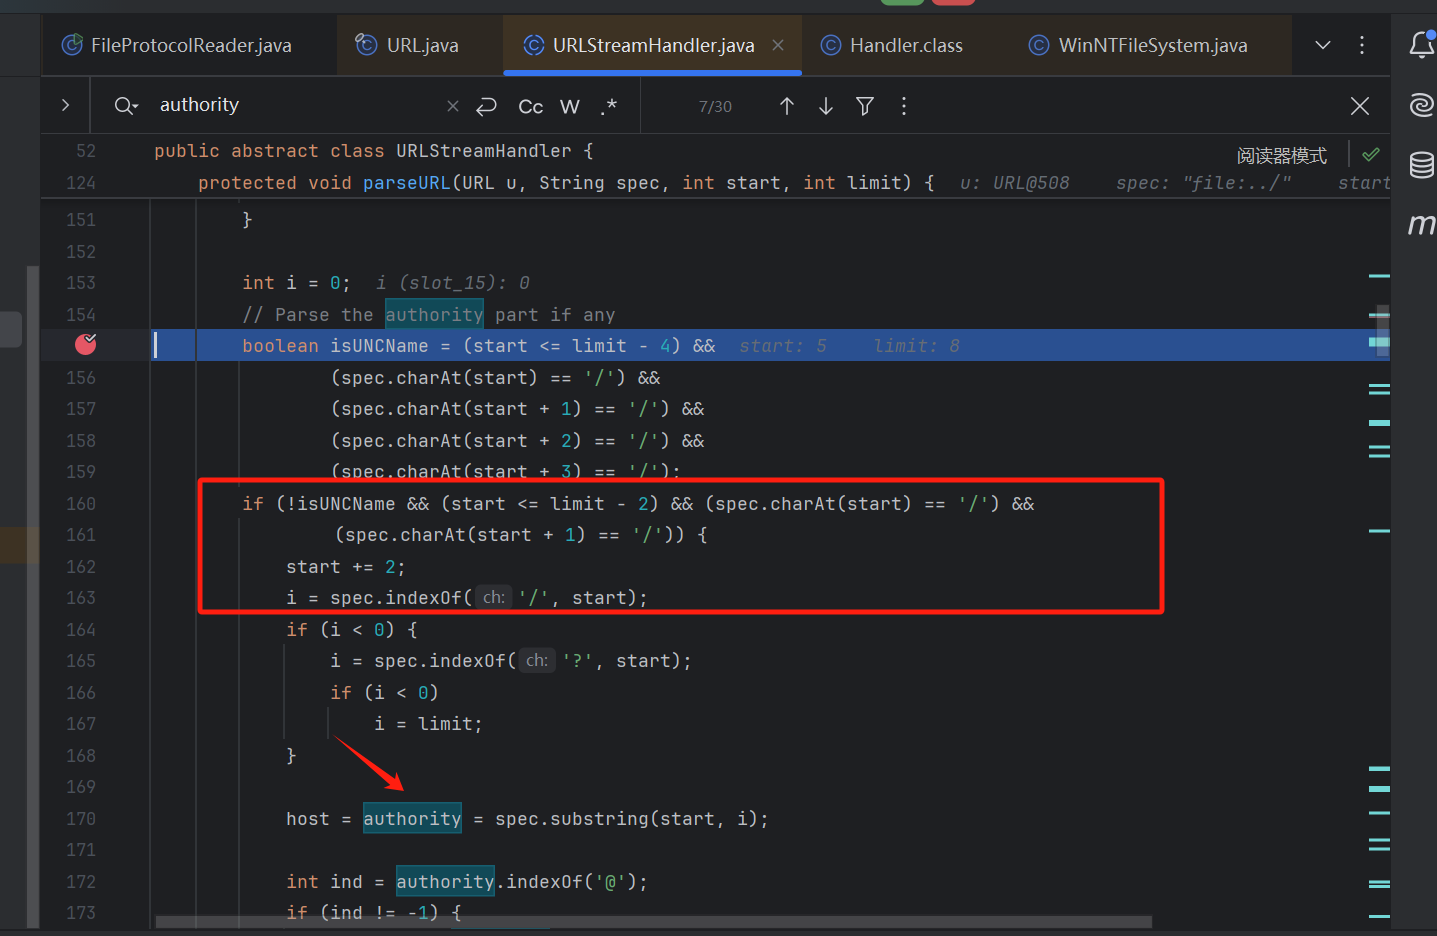 FileProtocolReader.java URL.java URLStreamHandler.java Handler.class WinNTFileSystem.java
authority Cc W .* 7/30
52 public abstract class URLStreamHandler { 阅读器模式
124 protected void parseURL(URL u, String spec, int start, int limit) { u: URL@508 spec: "file:../" start
151 }
152
153 int i = 0; i (slot_15): 0
154 // Parse the authority part if any
boolean isUNCName = (start <= limit - 4) && start: 5 limit: 8
156 (spec.charAt(start) == '/') &&
157 (spec.charAt(start + 1) == '/') &&
158 (spec.charAt(start + 2) == '/') &&
159 (spec.charAt(start + 3) == '/');
160 if (!isUNCName && (start <= limit - 2) && (spec.charAt(start) == '/') &&
161 (spec.charAt(start + 1) == '/')) {
162 start += 2;
163 i = spec.indexOf( ch: '/', start);
164 if (i < 0) {
165 i = spec.indexOf( ch: '?', start);
166 if (i < 0)
167 i = limit;
168 }
169
170 host = authority = spec.substring(start, i);
171
172 int ind = authority.indexOf('@');
173 if (ind != -1) {
m